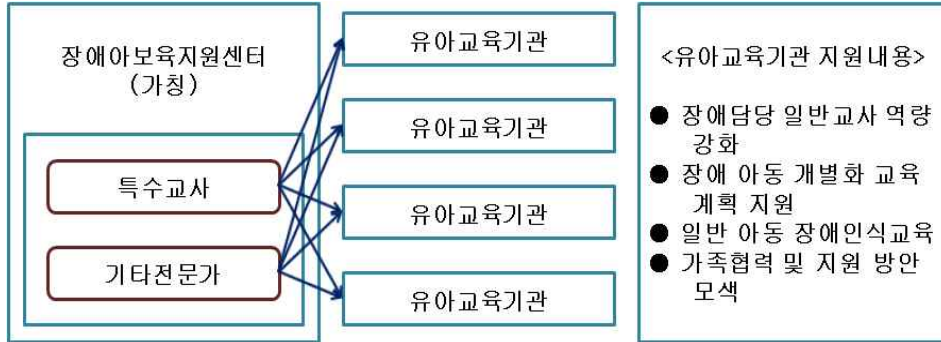 장애아보육지원센터
(가칭)
특수교사
기타전문가
유아교육기관
유아교육기관
유아교육기관
유아교육기관
<유아교육기관 지원내용>
● 장애담당 일반교사 역량
강화
● 장애 아동 개별화 교육
계획 지원
● 일반 아동 장애인식교육
● 가족협력 및 지원 방안
모색